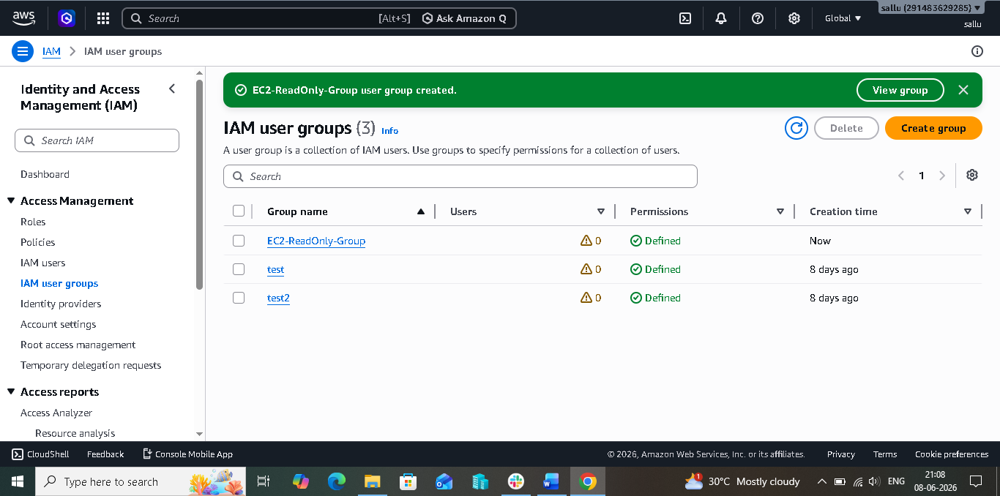 aws
Search
[Alt+S]
Ask Amazon Q
Global
sallu (291483629285)
sallu
IAM
IAM user groups
Identity and Access
Management (IAM)
Search IAM
Dashboard
Access Management
Roles
Policies
IAM users
IAM user groups
Identity providers
Account settings
Root access management
Temporary delegation requests
Access reports
Access Analyzer
Resource analysis
EC2-ReadOnly-Group user group created.
View group
IAM user groups (3) Info
Delete
Create group
A user group is a collection of IAM users. Use groups to specify permissions for a collection of users.
Search
1
Group name Users Permissions Creation time
EC2-ReadOnly-Group 0 Defined Now
test 0 Defined 8 days ago
test2 0 Defined 8 days ago
CloudShell Feedback Console Mobile App © 2026, Amazon Web Services, Inc. or its affiliates. Privacy Terms Cookie preferences
Type here to search
1
30°C Mostly cloudy
ENG
21:08
08-06-2026